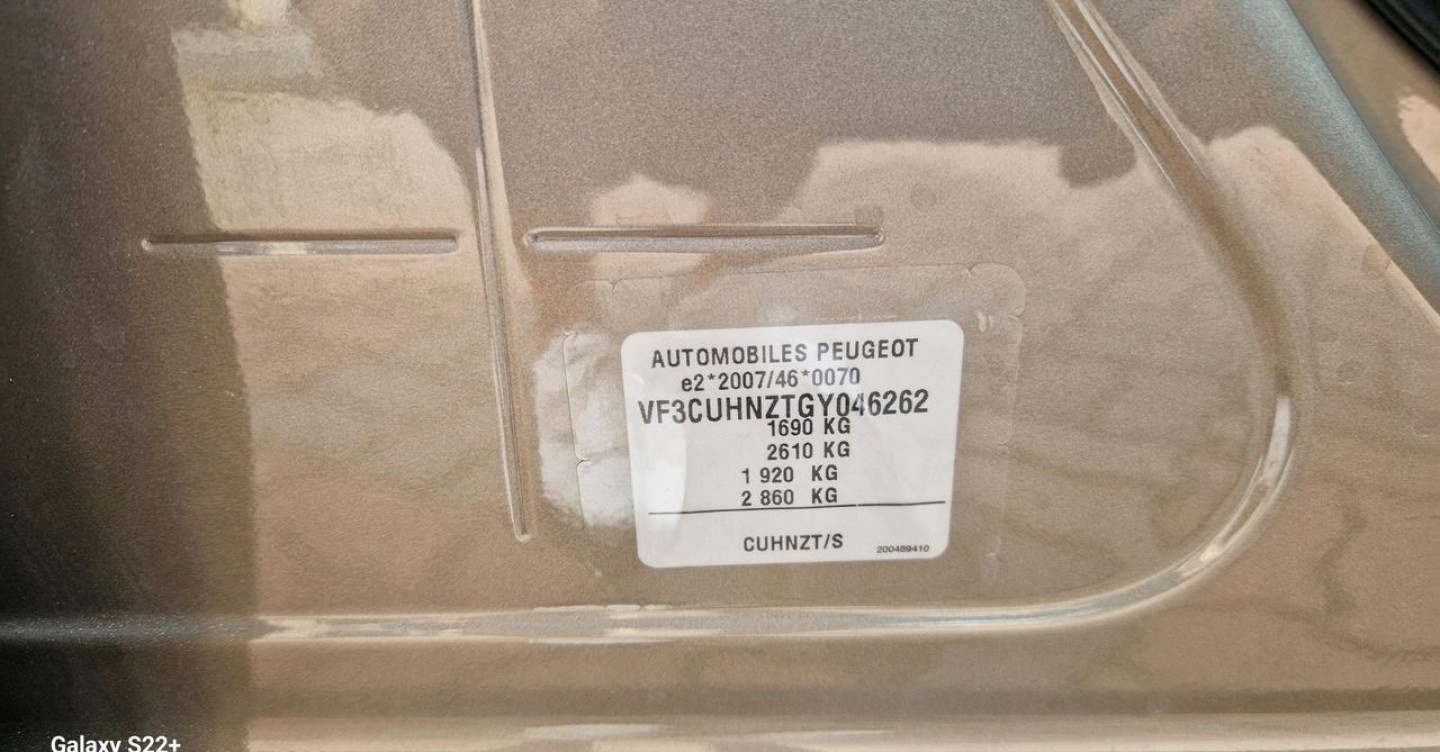 AUTOMOBILES PEUGEOT
e2*2007/46*0070
VF3CUHNZTGY046262
1690 KG
2610 KG
1 920 KG
2 860 KG
CUHNZT/S
200489410
Galaxy S22+